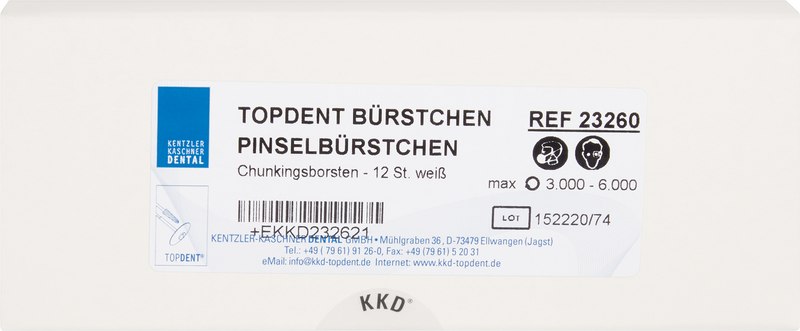 KENTZLER
KASCHNER
DENTAL
TOPDENT BÜRSTCHEN
PINSELBÜRSTCHEN
Chunkingsborsten - 12 St. weiß
REF 23260
max 3.000 - 6.000
LOT 152220/74
+EKKD232621
KENTZLER-KASCHNER DENTAL GMBH • Mühlgraben 36, D-73479 Ellwangen (Jagst)
Tel.: +49 (79 61) 91 26-0, Fax: +49 (79 61) 5 20 31
eMail: info@kkd-topdent.de Internet: www.kkd-topdent.de
TOPDENT®
KKD®